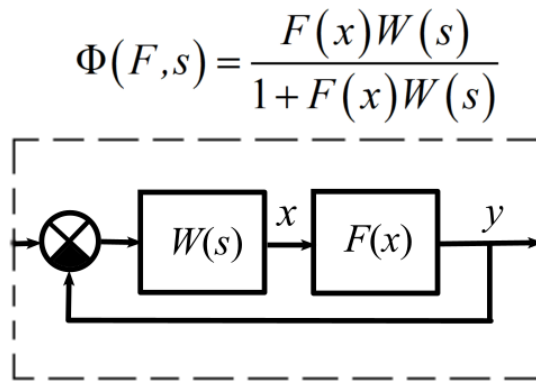 Φ(F,s) = F(x)W(s) / 1+F(x)W(s)
W(s) x F(x) y